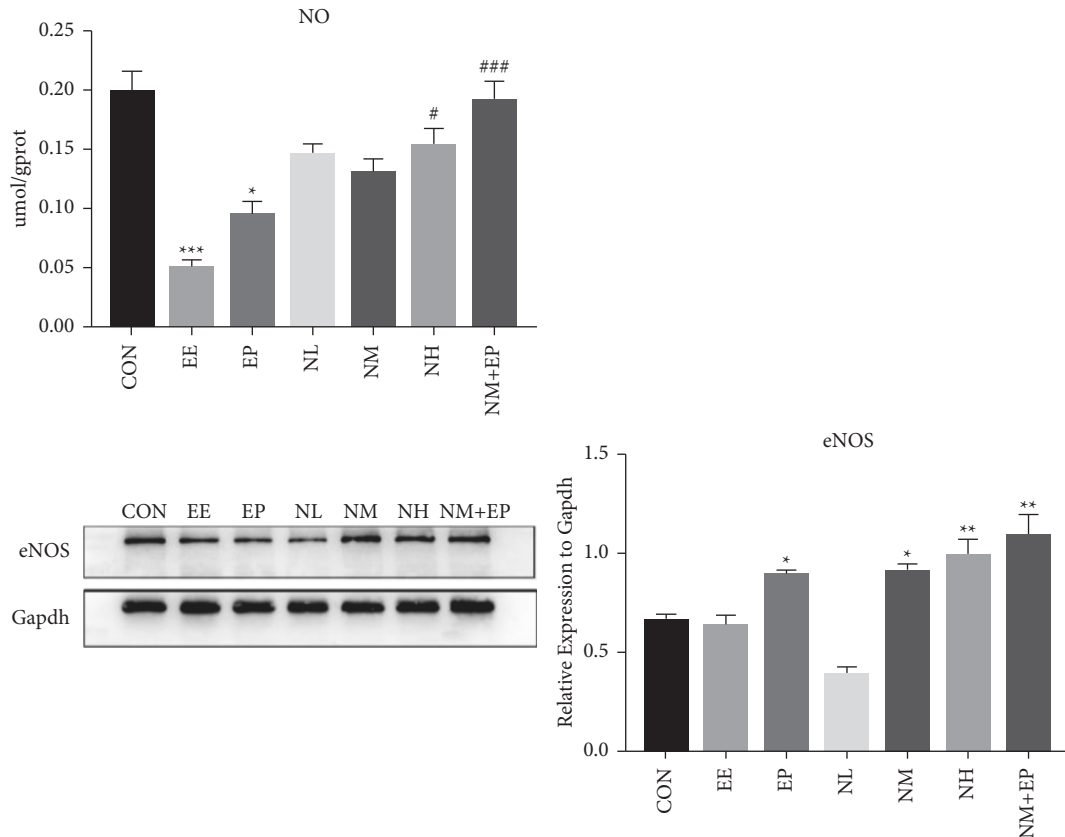 NO
umol/gprot
0.25
0.20
0.15
0.10
0.05
0.00
***
*
#
###
CON
EE
EP
NL
NM
NH
NM+EP
CON EE EP NL NM NH NM+EP
eNOS
Gapdh
eNOS
Relative Expression to Gapdh
1.5
1.0
0.5
0.0
*
*
**
**
CON
EE
EP
NL
NM
NH
NM+EP